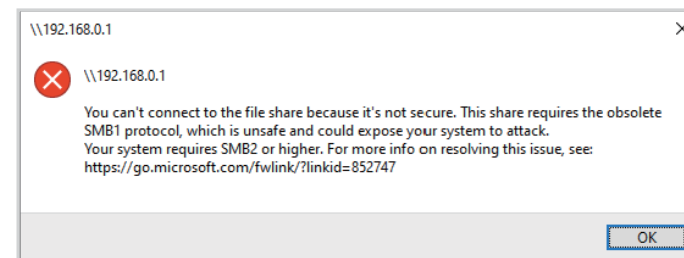 \\192.168.0.1
\\192.168.0.1
You can't connect to the file share because it's not secure. This share requires the obsolete
SMB1 protocol, which is unsafe and could expose your system to attack.
Your system requires SMB2 or higher. For more info on resolving this issue, see:
https://go.microsoft.com/fwlink/?linkid=852747
OK